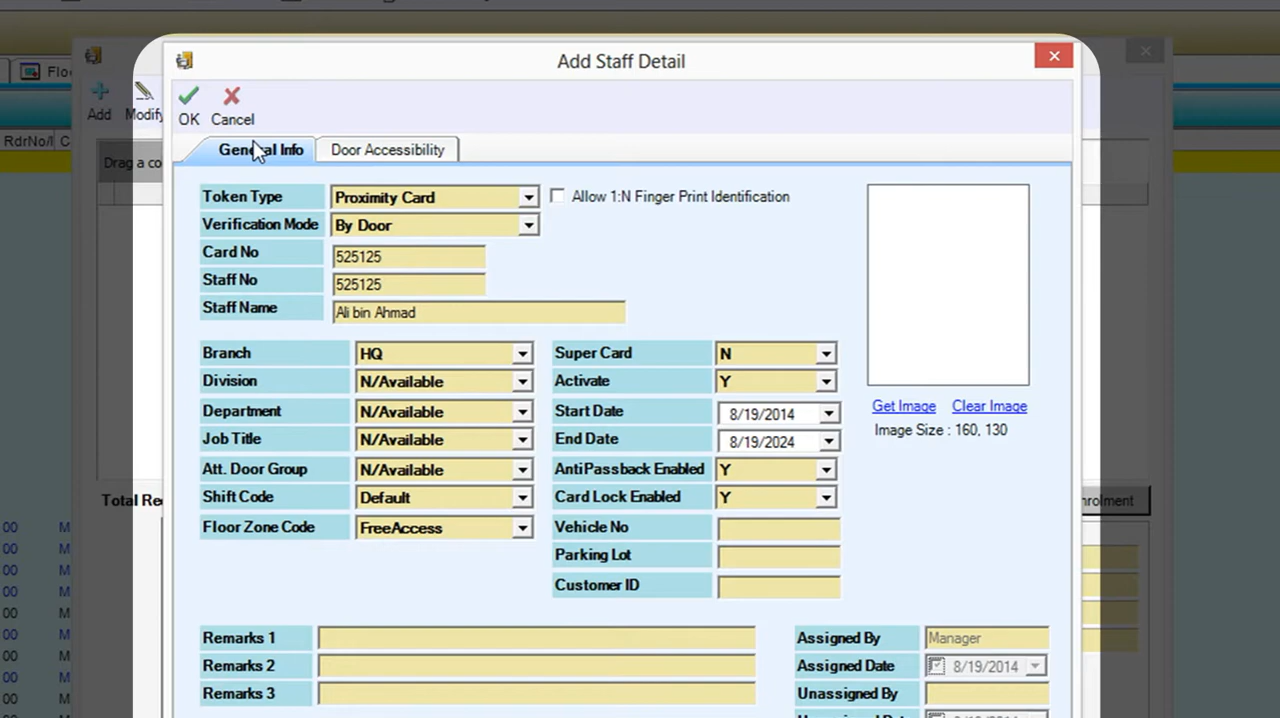 Add Staff Detail
OK
Cancel
General Info
Door Accessibility
Token Type
Proximity Card
Allow 1:N Finger Print Identification
Verification Mode
By Door
Card No
525125
Staff No
525125
Staff Name
Ali bin Ahmad
Branch
HQ
Division
N/Available
Department
N/Available
Job Title
N/Available
Att. Door Group
N/Available
Shift Code
Default
Floor Zone Code
FreeAccess
Super Card
N
Activate
Y
Start Date
8/19/2014
End Date
8/19/2024
AntiPassback Enabled
Y
Card Lock Enabled
Y
Vehicle No
Parking Lot
Customer ID
Get Image
Clear Image
Image Size : 160, 130
Remarks 1
Remarks 2
Remarks 3
Assigned By
Manager
Assigned Date
8/19/2014
Unassigned By
Flo
Add
Modify
RdrNo/
C
Drag a co
Total Re
nrolment
00 M
00 M
00 M
00 M
00 M
00 M
00 M
00 M
00 M